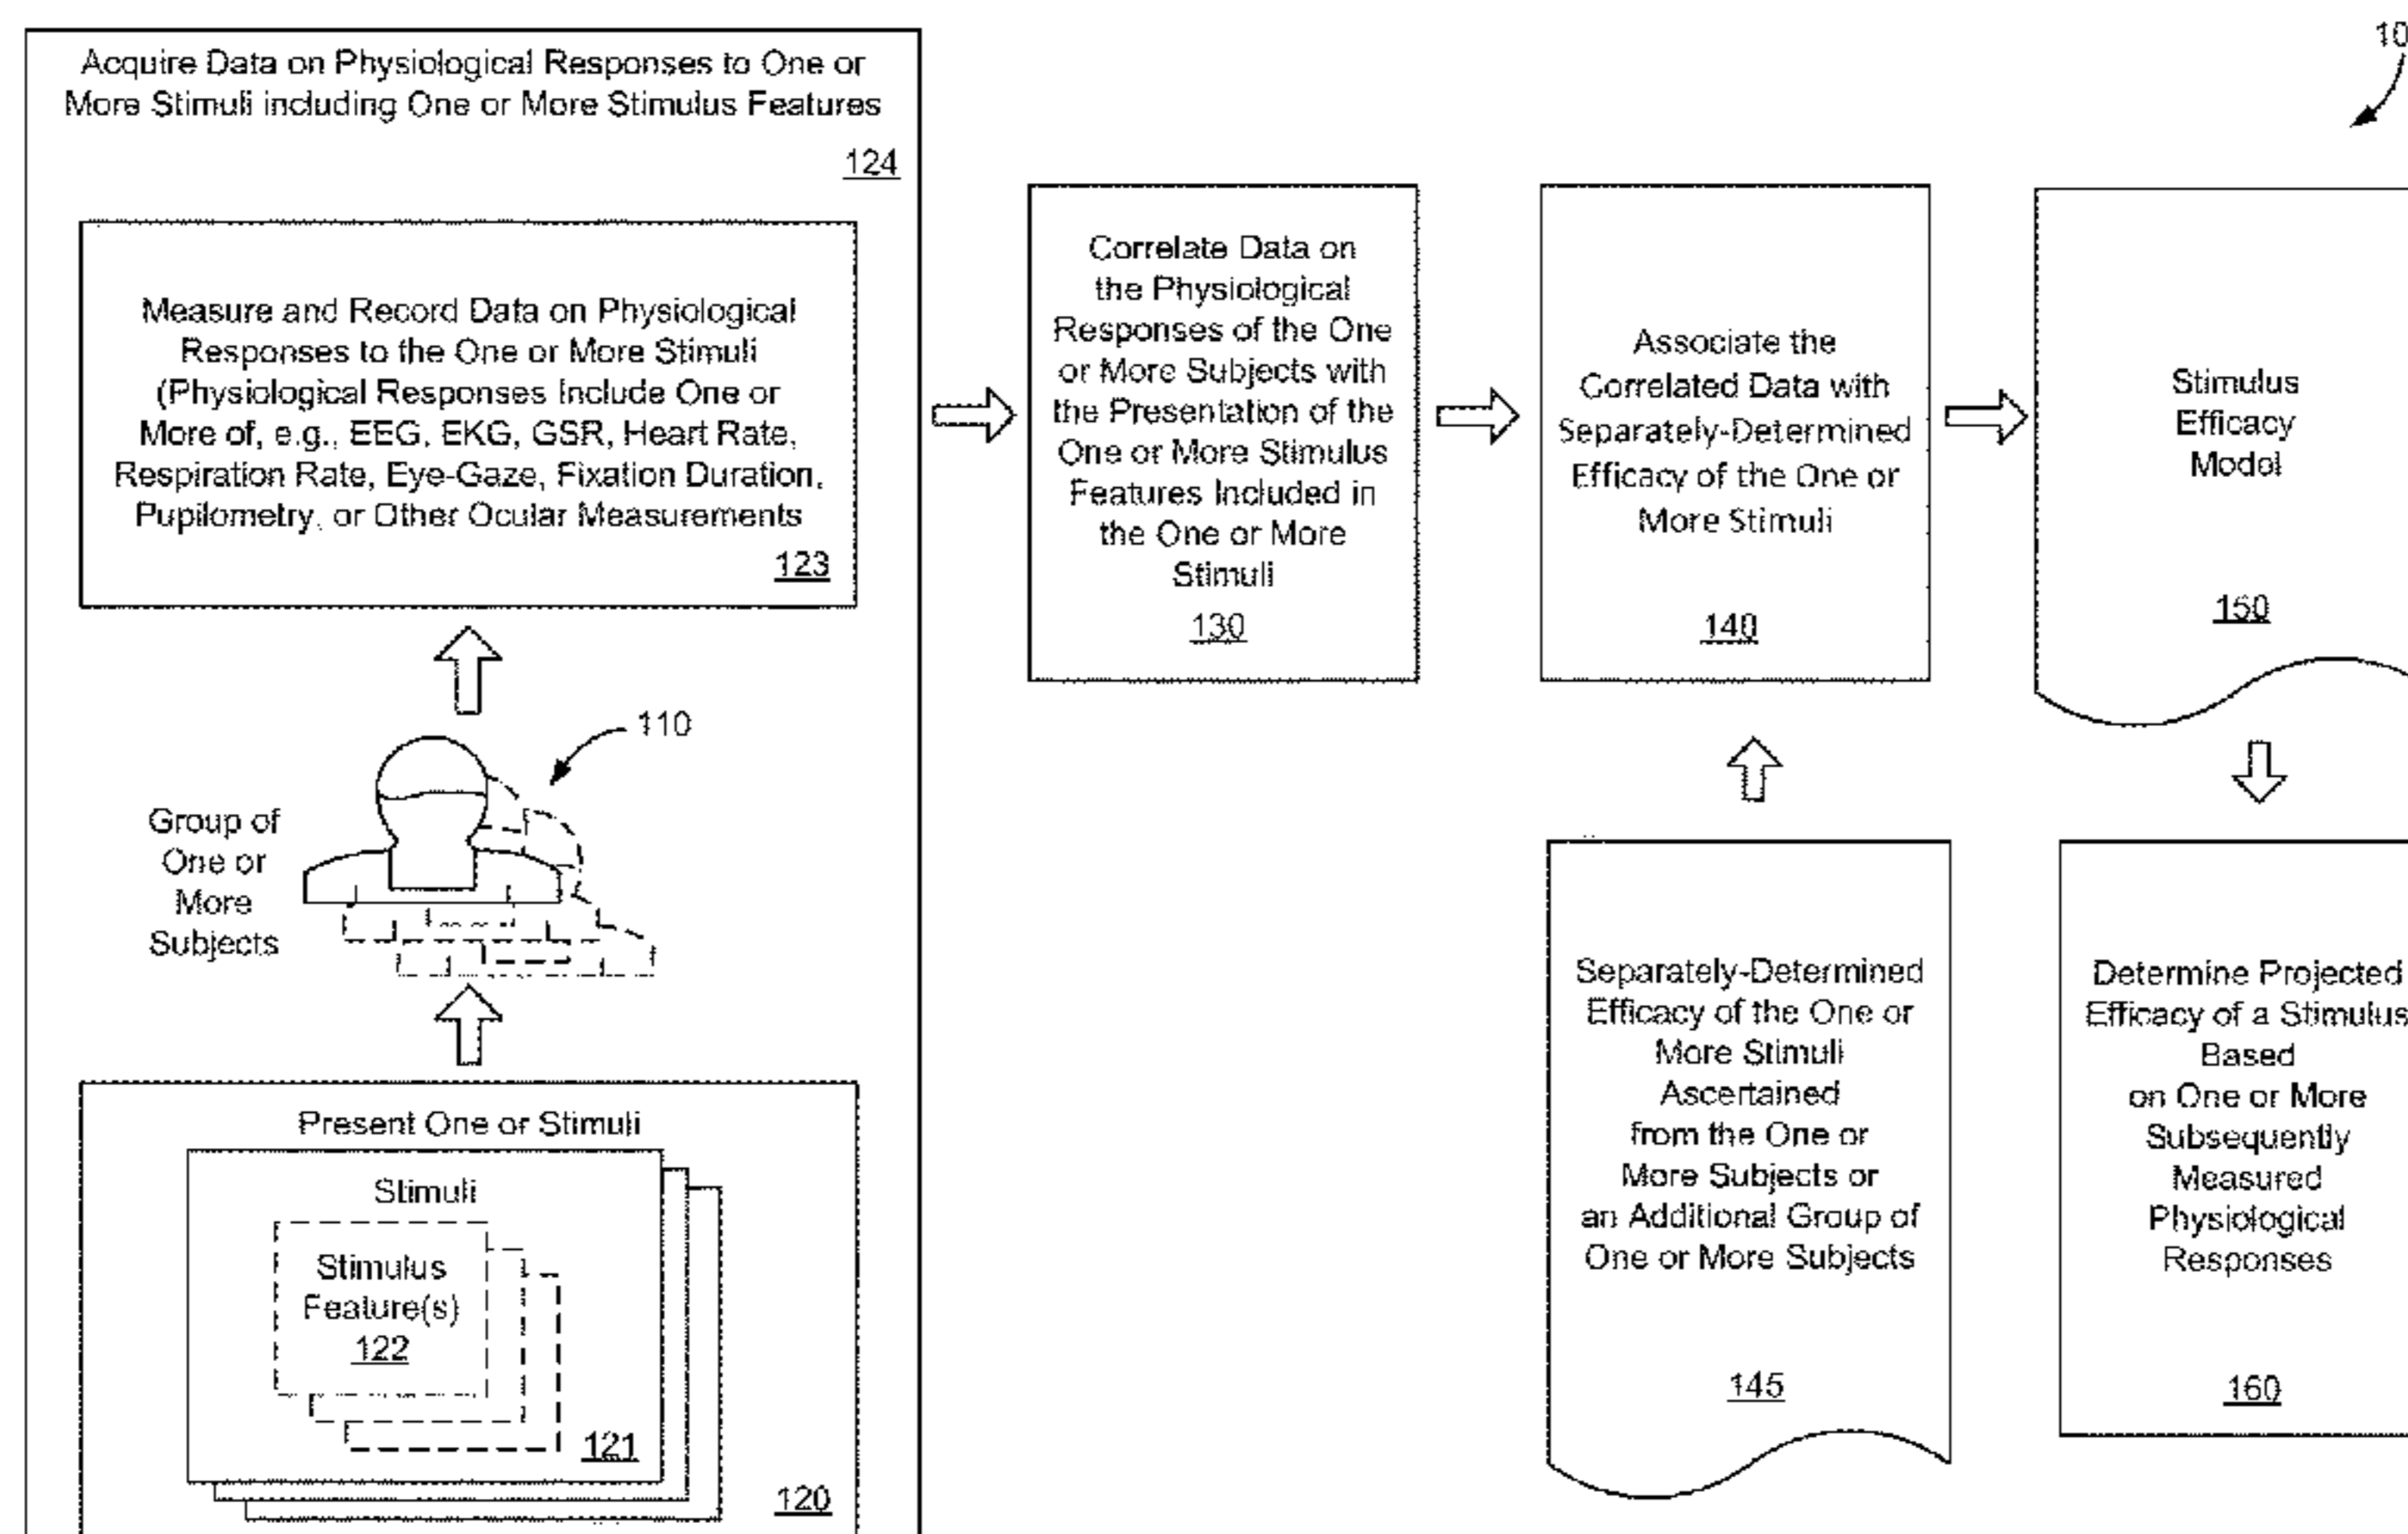 Acquire Data on Physiological Responses to One or
More Stimuli including One or More Stimulus Features
124
Measure and Record Data on Physiological
Responses to the One or More Stimuli
(Physiological Responses Include One or
More of, e.g., EEG, EKG, GSR, Heart Rate,
Respiration Rate, Eye-Gaze, Fixation Duration,
Pupilometry, or Other Ocular Measurements
123
110
Group of
One or
More
Subjects
Present One or Stimuli
Stimuli
Stimulus
Feature(s)
122
121
120
Correlate Data on
the Physiological
Responses of the One
or More Subjects with
the Presentation of the
One or More Stimulus
Features Included in
the One or More
Stimuli
130
Associate the
Correlated Data with
Separately-Determined
Efficacy of the One or
More Stimuli
140
Separately-Determined
Efficacy of the One or
More Stimuli
Ascertained
from the One or
More Subjects or
an Additional Group of
One or More Subjects
145
10
Stimulus
Efficacy
Model
150
Determine Projected
Efficacy of a Stimulus
Based
on One or More
Subsequently
Measured
Physiological
Responses
160